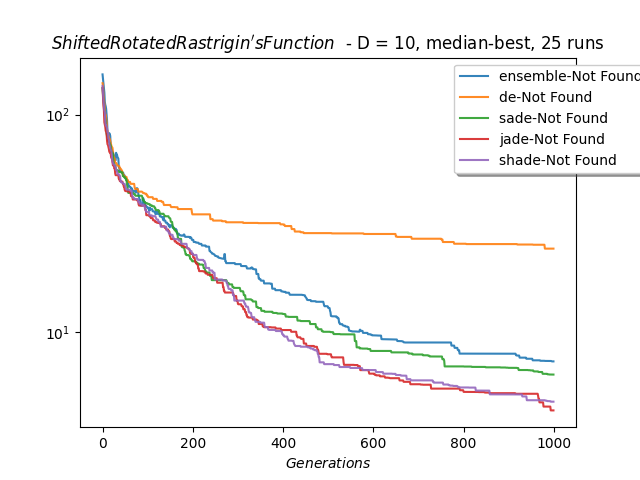 ShiftedRotatedRastrigin'sFunction - D = 10, median-best, 25 runs
ensemble-Not Found
de-Not Found
sade-Not Found
jade-Not Found
shade-Not Found
10²
10¹
0 200 400 600 800 1000
Generations